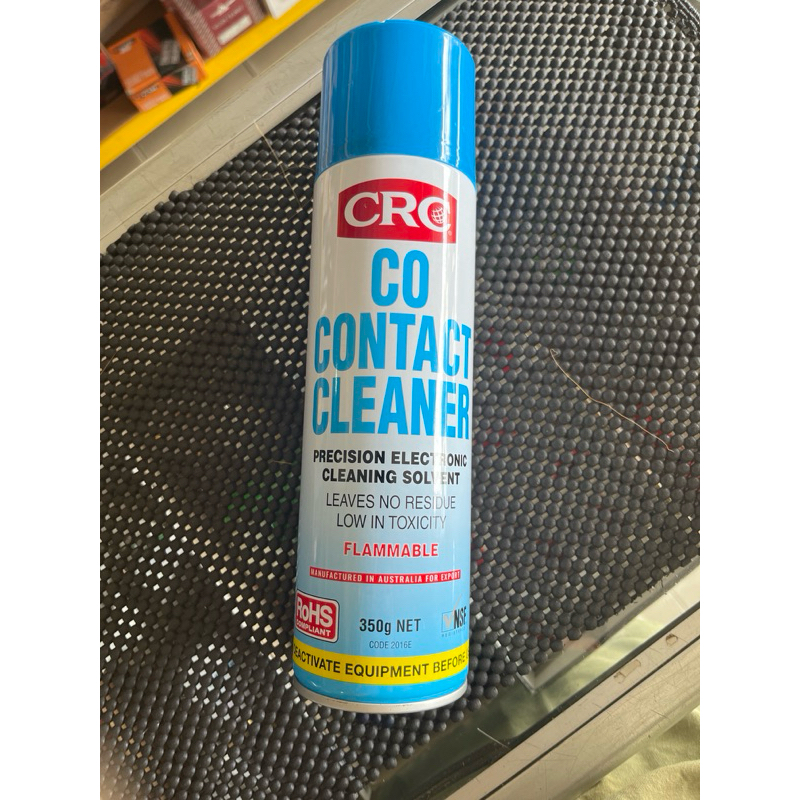 CRC
CO
CONTACT
CLEANER
PRECISION ELECTRONIC
CLEANING SOLVENT
LEAVES NO RESIDUE
LOW IN TOXICITY
FLAMMABLE
MANUFACTURED IN AUSTRALIA FOR EXPORT
RoHS
COMPLIANT
350g NET
NSF
CODE 2016E
EACTIVATE EQUIPMENT BEFORE